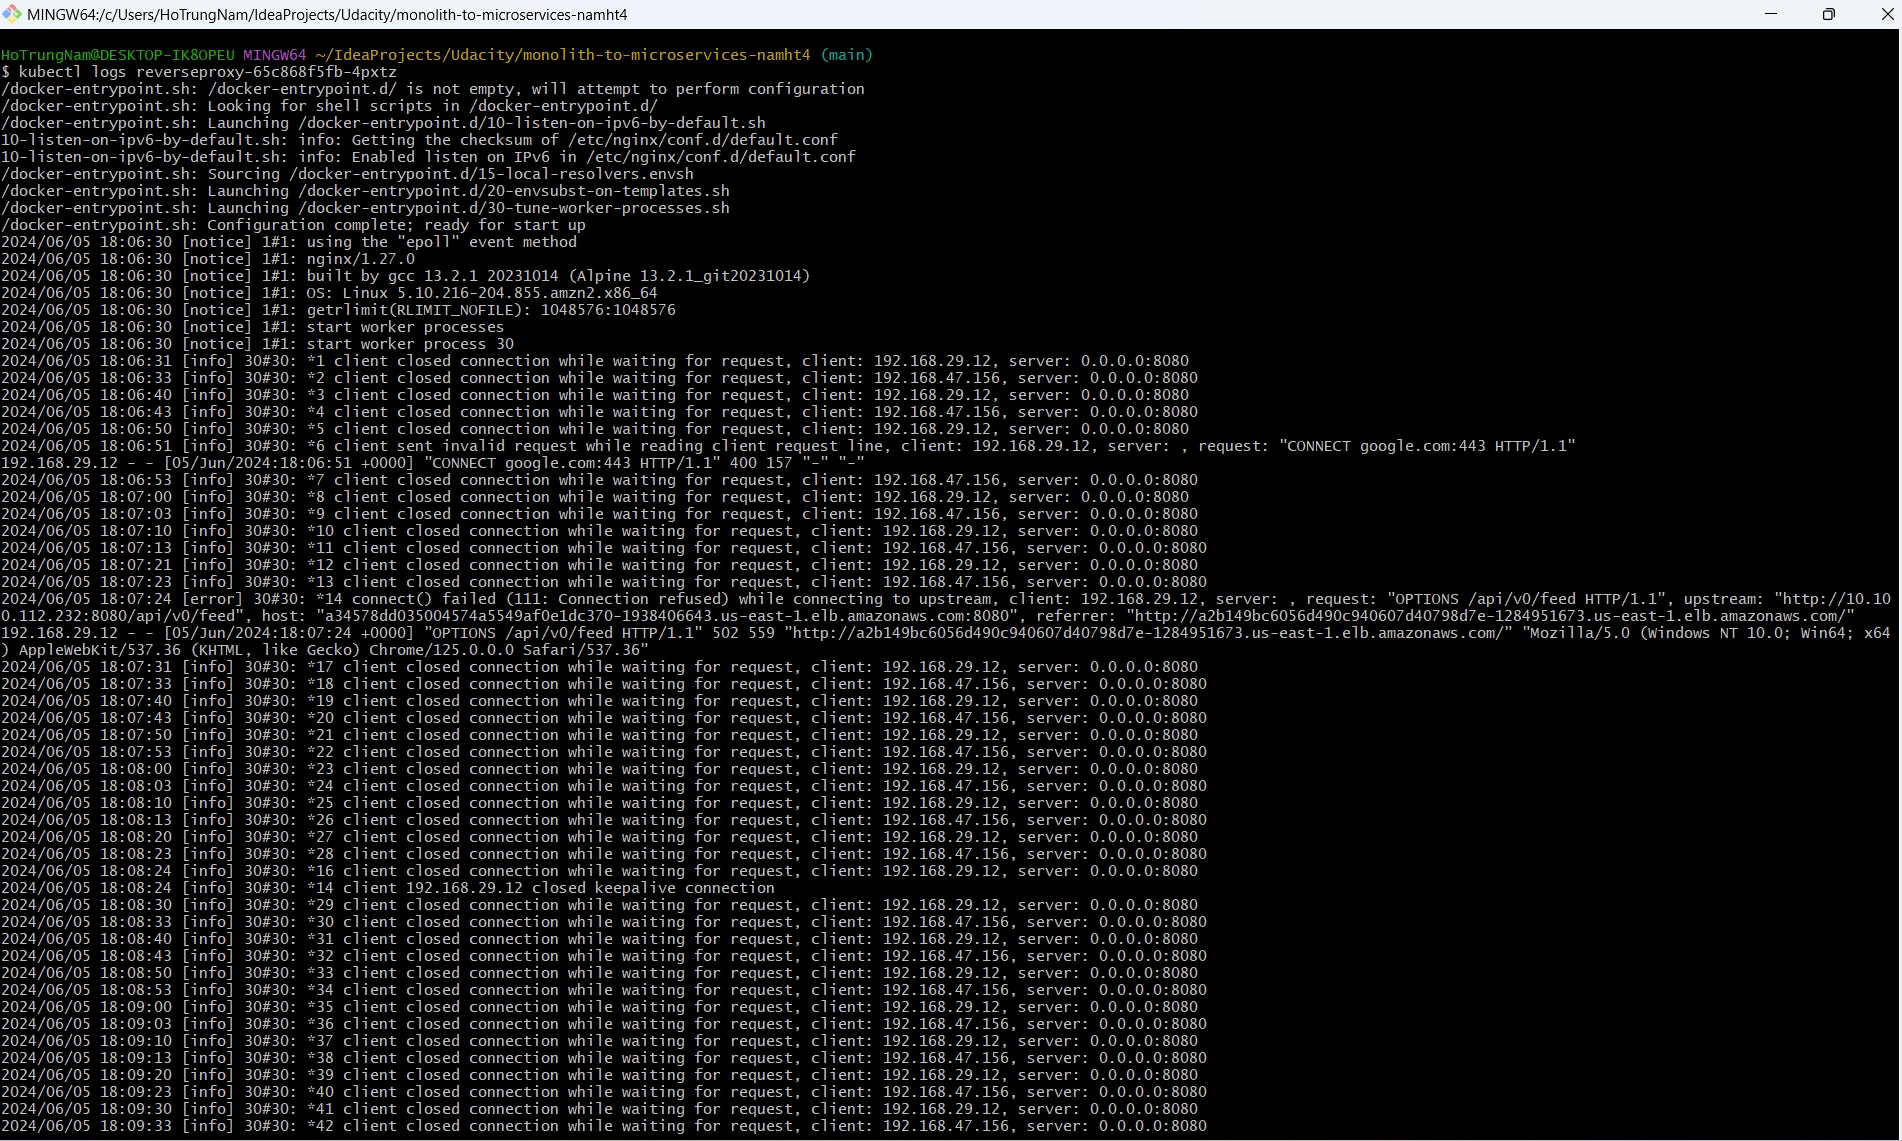 MINGW64:/c/Users/HoTrungNam/IdeaProjects/Udacity/monolith-to-microservices-namht4
HoTrungNam@DESKTOP-IK8OPEU MINGW64 ~/IdeaProjects/Udacity/monolith-to-microservices-namht4 (main)
$ kubectl logs reverseproxy-65c868f5fb-4pxtz
/docker-entrypoint.sh: /docker-entrypoint.d/ is not empty, will attempt to perform configuration
/docker-entrypoint.sh: Looking for shell scripts in /docker-entrypoint.d/
/docker-entrypoint.sh: Launching /docker-entrypoint.d/10-listen-on-ipv6-by-default.sh
10-listen-on-ipv6-by-default.sh: info: Getting the checksum of /etc/nginx/conf.d/default.conf
10-listen-on-ipv6-by-default.sh: info: Enabled listen on IPv6 in /etc/nginx/conf.d/default.conf
/docker-entrypoint.sh: Sourcing /docker-entrypoint.d/15-local-resolvers.envsh
/docker-entrypoint.sh: Launching /docker-entrypoint.d/20-envsubst-on-templates.sh
/docker-entrypoint.sh: Launching /docker-entrypoint.d/30-tune-worker-processes.sh
/docker-entrypoint.sh: Configuration complete; ready for start up
2024/06/05 18:06:30 [notice] 1#1: using the "epoll" event method
2024/06/05 18:06:30 [notice] 1#1: nginx/1.27.0
2024/06/05 18:06:30 [notice] 1#1: built by gcc 13.2.1 20231014 (Alpine 13.2.1_git20231014)
2024/06/05 18:06:30 [notice] 1#1: OS: Linux 5.10.216-204.855.amzn2.x86_64
2024/06/05 18:06:30 [notice] 1#1: getrlimit(RLIMIT_NOFILE): 1048576:1048576
2024/06/05 18:06:30 [notice] 1#1: start worker processes
2024/06/05 18:06:30 [notice] 1#1: start worker process 30
2024/06/05 18:06:31 [info] 30#30: *1 client closed connection while waiting for request, client: 192.168.29.12, server: 0.0.0.0:8080
2024/06/05 18:06:33 [info] 30#30: *2 client closed connection while waiting for request, client: 192.168.47.156, server: 0.0.0.0:8080
2024/06/05 18:06:40 [info] 30#30: *3 client closed connection while waiting for request, client: 192.168.29.12, server: 0.0.0.0:8080
2024/06/05 18:06:43 [info] 30#30: *4 client closed connection while waiting for request, client: 192.168.47.156, server: 0.0.0.0:8080
2024/06/05 18:06:50 [info] 30#30: *5 client closed connection while waiting for request, client: 192.168.29.12, server: 0.0.0.0:8080
2024/06/05 18:06:51 [info] 30#30: *6 client sent invalid request while reading client request line, client: 192.168.29.12, server: , request: "CONNECT google.com:443 HTTP/1.1"
192.168.29.12 - - [05/Jun/2024:18:06:51 +0000] "CONNECT google.com:443 HTTP/1.1" 400 157 "-" "-"
2024/06/05 18:06:53 [info] 30#30: *7 client closed connection while waiting for request, client: 192.168.47.156, server: 0.0.0.0:8080
2024/06/05 18:07:00 [info] 30#30: *8 client closed connection while waiting for request, client: 192.168.29.12, server: 0.0.0.0:8080
2024/06/05 18:07:03 [info] 30#30: *9 client closed connection while waiting for request, client: 192.168.47.156, server: 0.0.0.0:8080
2024/06/05 18:07:10 [info] 30#30: *10 client closed connection while waiting for request, client: 192.168.29.12, server: 0.0.0.0:8080
2024/06/05 18:07:13 [info] 30#30: *11 client closed connection while waiting for request, client: 192.168.47.156, server: 0.0.0.0:8080
2024/06/05 18:07:21 [info] 30#30: *12 client closed connection while waiting for request, client: 192.168.29.12, server: 0.0.0.0:8080
2024/06/05 18:07:23 [info] 30#30: *13 client closed connection while waiting for request, client: 192.168.47.156, server: 0.0.0.0:8080
2024/06/05 18:07:24 [error] 30#30: *14 connect() failed (111: Connection refused) while connecting to upstream, client: 192.168.29.12, server: , request: "OPTIONS /api/v0/feed HTTP/1.1", upstream: "http://10.10
0.112.232:8080/api/v0/feed", host: "a34578dd035004574a5549af0e1dc370-1938406643.us-east-1.elb.amazonaws.com:8080", referrer: "http://a2b149bc6056d490c940607d40798d7e-1284951673.us-east-1.elb.amazonaws.com/"
192.168.29.12 - - [05/Jun/2024:18:07:24 +0000] "OPTIONS /api/v0/feed HTTP/1.1" 502 559 "http://a2b149bc6056d490c940607d40798d7e-1284951673.us-east-1.elb.amazonaws.com/" "Mozilla/5.0 (Windows NT 10.0; Win64; x64
) AppleWebKit/537.36 (KHTML, like Gecko) Chrome/125.0.0.0 Safari/537.36"
2024/06/05 18:07:31 [info] 30#30: *17 client closed connection while waiting for request, client: 192.168.29.12, server: 0.0.0.0:8080
2024/06/05 18:07:33 [info] 30#30: *18 client closed connection while waiting for request, client: 192.168.47.156, server: 0.0.0.0:8080
2024/06/05 18:07:40 [info] 30#30: *19 client closed connection while waiting for request, client: 192.168.29.12, server: 0.0.0.0:8080
2024/06/05 18:07:43 [info] 30#30: *20 client closed connection while waiting for request, client: 192.168.47.156, server: 0.0.0.0:8080
2024/06/05 18:07:50 [info] 30#30: *21 client closed connection while waiting for request, client: 192.168.29.12, server: 0.0.0.0:8080
2024/06/05 18:07:53 [info] 30#30: *22 client closed connection while waiting for request, client: 192.168.47.156, server: 0.0.0.0:8080
2024/06/05 18:08:00 [info] 30#30: *23 client closed connection while waiting for request, client: 192.168.29.12, server: 0.0.0.0:8080
2024/06/05 18:08:03 [info] 30#30: *24 client closed connection while waiting for request, client: 192.168.47.156, server: 0.0.0.0:8080
2024/06/05 18:08:10 [info] 30#30: *25 client closed connection while waiting for request, client: 192.168.29.12, server: 0.0.0.0:8080
2024/06/05 18:08:13 [info] 30#30: *26 client closed connection while waiting for request, client: 192.168.47.156, server: 0.0.0.0:8080
2024/06/05 18:08:20 [info] 30#30: *27 client closed connection while waiting for request, client: 192.168.29.12, server: 0.0.0.0:8080
2024/06/05 18:08:23 [info] 30#30: *28 client closed connection while waiting for request, client: 192.168.47.156, server: 0.0.0.0:8080
2024/06/05 18:08:24 [info] 30#30: *16 client closed connection while waiting for request, client: 192.168.29.12, server: 0.0.0.0:8080
2024/06/05 18:08:24 [info] 30#30: *14 client 192.168.29.12 closed keepalive connection
2024/06/05 18:08:30 [info] 30#30: *29 client closed connection while waiting for request, client: 192.168.29.12, server: 0.0.0.0:8080
2024/06/05 18:08:33 [info] 30#30: *30 client closed connection while waiting for request, client: 192.168.47.156, server: 0.0.0.0:8080
2024/06/05 18:08:40 [info] 30#30: *31 client closed connection while waiting for request, client: 192.168.29.12, server: 0.0.0.0:8080
2024/06/05 18:08:43 [info] 30#30: *32 client closed connection while waiting for request, client: 192.168.47.156, server: 0.0.0.0:8080
2024/06/05 18:08:50 [info] 30#30: *33 client closed connection while waiting for request, client: 192.168.29.12, server: 0.0.0.0:8080
2024/06/05 18:08:53 [info] 30#30: *34 client closed connection while waiting for request, client: 192.168.47.156, server: 0.0.0.0:8080
2024/06/05 18:09:00 [info] 30#30: *35 client closed connection while waiting for request, client: 192.168.29.12, server: 0.0.0.0:8080
2024/06/05 18:09:03 [info] 30#30: *36 client closed connection while waiting for request, client: 192.168.47.156, server: 0.0.0.0:8080
2024/06/05 18:09:10 [info] 30#30: *37 client closed connection while waiting for request, client: 192.168.29.12, server: 0.0.0.0:8080
2024/06/05 18:09:13 [info] 30#30: *38 client closed connection while waiting for request, client: 192.168.47.156, server: 0.0.0.0:8080
2024/06/05 18:09:20 [info] 30#30: *39 client closed connection while waiting for request, client: 192.168.29.12, server: 0.0.0.0:8080
2024/06/05 18:09:23 [info] 30#30: *40 client closed connection while waiting for request, client: 192.168.47.156, server: 0.0.0.0:8080
2024/06/05 18:09:30 [info] 30#30: *41 client closed connection while waiting for request, client: 192.168.29.12, server: 0.0.0.0:8080
2024/06/05 18:09:33 [info] 30#30: *42 client closed connection while waiting for request, client: 192.168.47.156, server: 0.0.0.0:8080